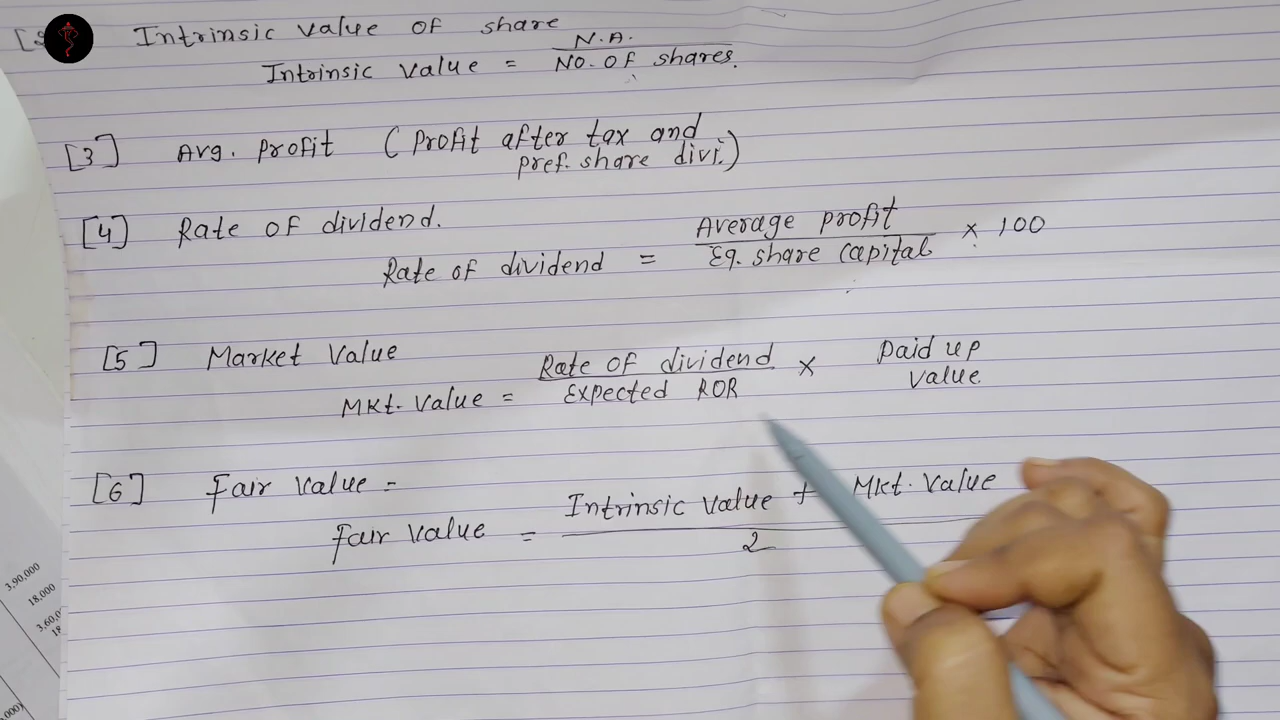 Intrinsic value of share
Intrinsic value = N.A. / No. of shares.
[3] Avg. Profit (Profit after tax and
pref. share divi.)
[4] Rate of dividend.
Rate of dividend = Average profit / Eq. share capital × 100
[5] Market value
Mkt. value = Rate of dividend / Expected ROR × Paid up value
[6] Fair value =
Fair value = Intrinsic value + Mkt. value / 2
3,90,000
18,000